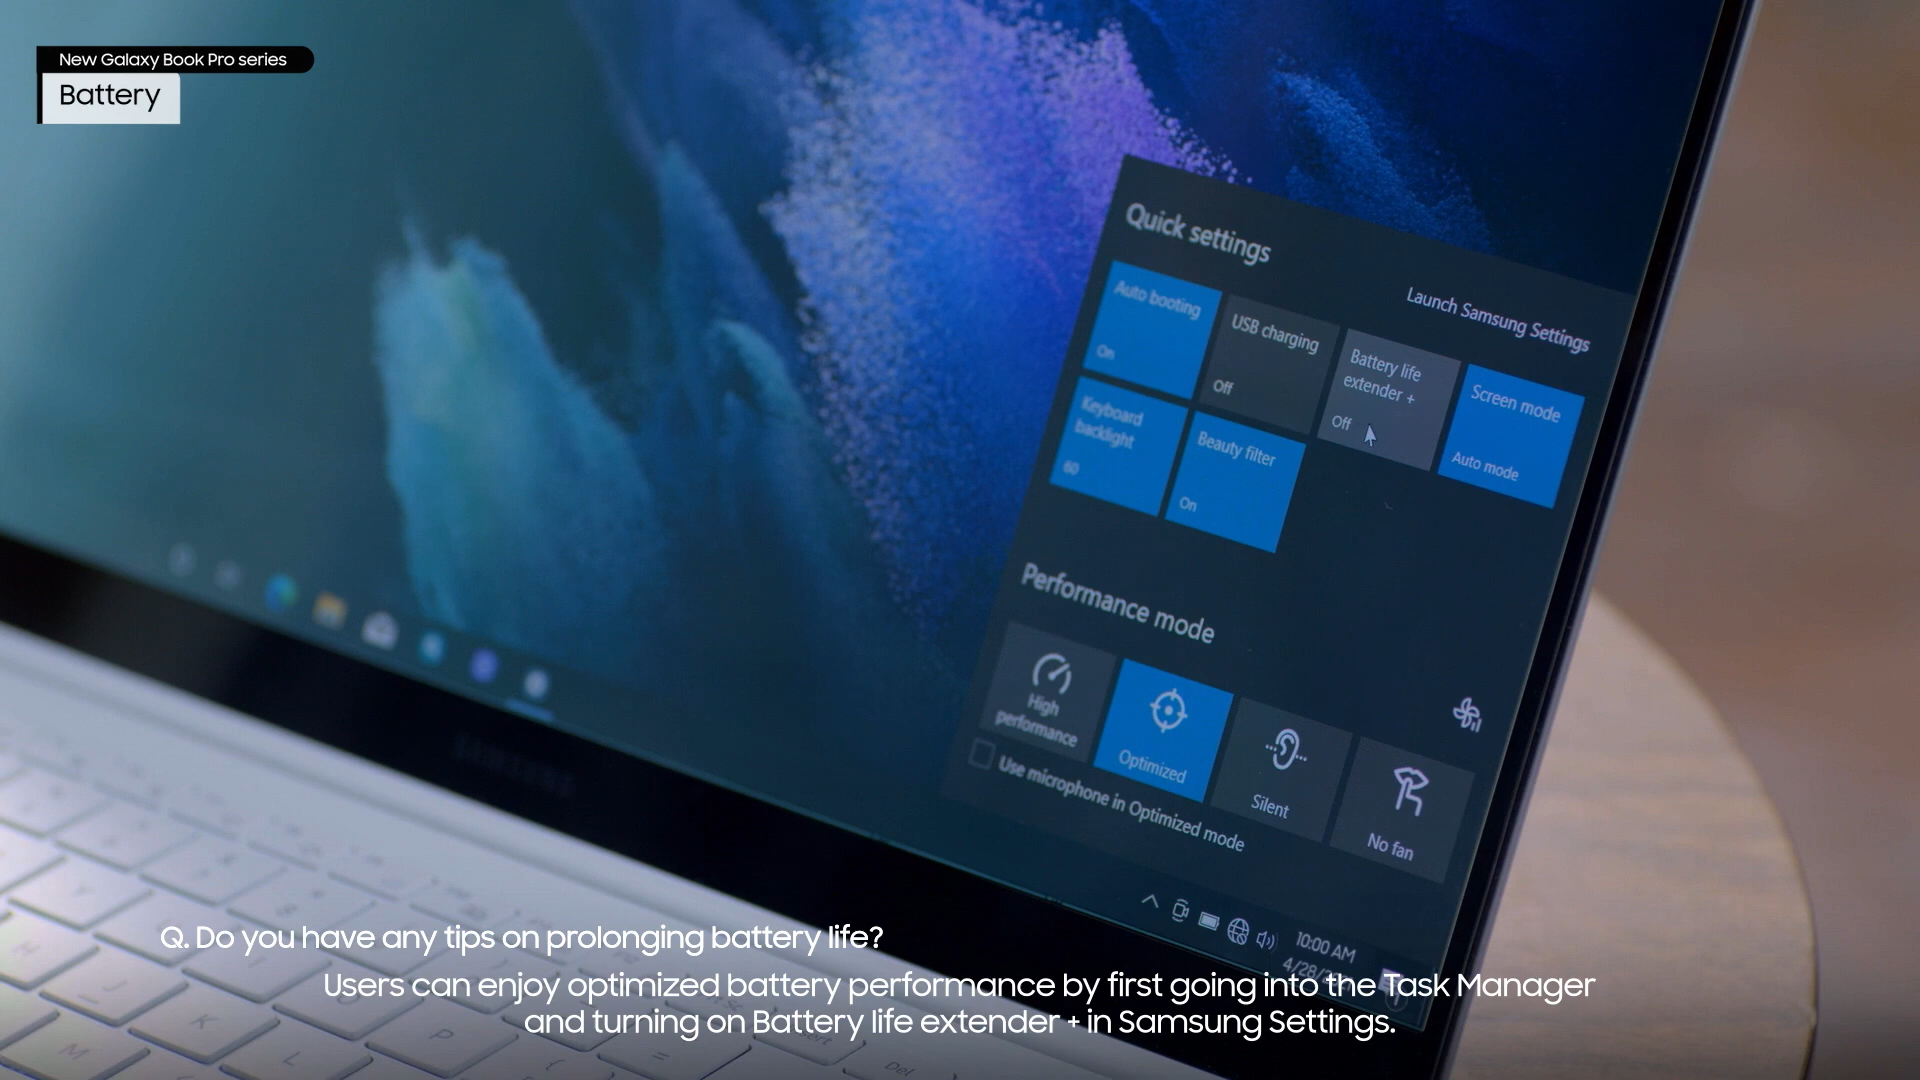 New Galaxy Book Pro series
Battery
Quick settings
Launch Samsung Settings
Auto booting
On
USB charging
Off
Battery life
extender +
Off
Screen mode
Auto mode
Keyboard
backlight
60
Beauty filter
On
Performance mode
High
performance
Optimized
Silent
No fan
Use microphone in Optimized mode
10:00 AM
Q. Do you have any tips on prolonging battery life?
Users can enjoy optimized battery performance by first going into the Task Manager
and turning on Battery life extender + in Samsung Settings.
H
J
K
L
M
P
Del